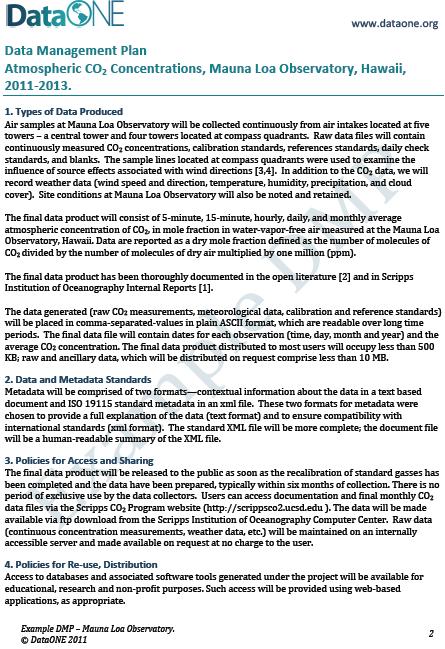 DataONE
www.dataone.org
Data Management Plan
Atmospheric CO₂ Concentrations, Mauna Loa Observatory, Hawaii,
2011-2013.
1. Types of Data Produced
Air samples at Mauna Loa Observatory will be collected continuously from air intakes located at five
towers – a central tower and four towers located at compass quadrants.  Raw data files will contain
continuously measured CO₂ concentrations, calibration standards, references standards, daily check
standards, and blanks.  The sample lines located at compass quadrants were used to examine the
influence of source effects associated with wind directions [3,4].  In addition to the CO₂ data, we will
record weather data (wind speed and direction, temperature, humidity, precipitation, and cloud
cover).  Site conditions at Mauna Loa Observatory will also be noted and retained.
The final data product will consist of 5-minute, 15-minute, hourly, daily, and monthly average
atmospheric concentration of CO₂, in mole fraction in water-vapor-free air measured at the Mauna Loa
Observatory, Hawaii. Data are reported as a dry mole fraction defined as the number of molecules of
CO₂ divided by the number of molecules of dry air multiplied by one million (ppm).
The final data product has been thoroughly documented in the open literature [2] and in Scripps
Institution of Oceanography Internal Reports [1].
The data generated (raw CO₂ measurements, meteorological data, calibration and reference standards)
will be placed in comma-separated-values in plain ASCII format, which are readable over long time
periods.  The final data file will contain dates for each observation (time, day, month and year) and the
average CO₂ concentration. The final data product distributed to most users will occupy less than 500
KB; raw and ancillary data, which will be distributed on request comprise less than 10 MB.
2. Data and Metadata Standards
Metadata will be comprised of two formats—contextual information about the data in a text based
document and ISO 19115 standard metadata in an xml file.  These two formats for metadata were
chosen to provide a full explanation of the data (text format) and to ensure compatibility with
international standards (xml format).  The standard XML file will be more complete; the document file
will be a human-readable summary of the XML file.
3. Policies for Access and Sharing
The final data product will be released to the public as soon as the recalibration of standard gasses has
been completed and the data have been prepared, typically within six months of collection. There is no
period of exclusive use by the data collectors.  Users can access documentation and final monthly CO₂
data files via the Scripps CO₂ Program website (http://scrippsco2.ucsd.edu ). The data will be made
available via ftp download from the Scripps Institution of Oceanography Computer Center.  Raw data
(continuous concentration measurements, weather data, etc.) will be maintained on an internally
accessible server and made available on request at no charge to the user.
4. Policies for Re-use, Distribution
Access to databases and associated software tools generated under the project will be available for
educational, research and non-profit purposes. Such access will be provided using web-based
applications, as appropriate.
Example DMP – Mauna Loa Observatory.
© DataONE 2011
2
Example DMP